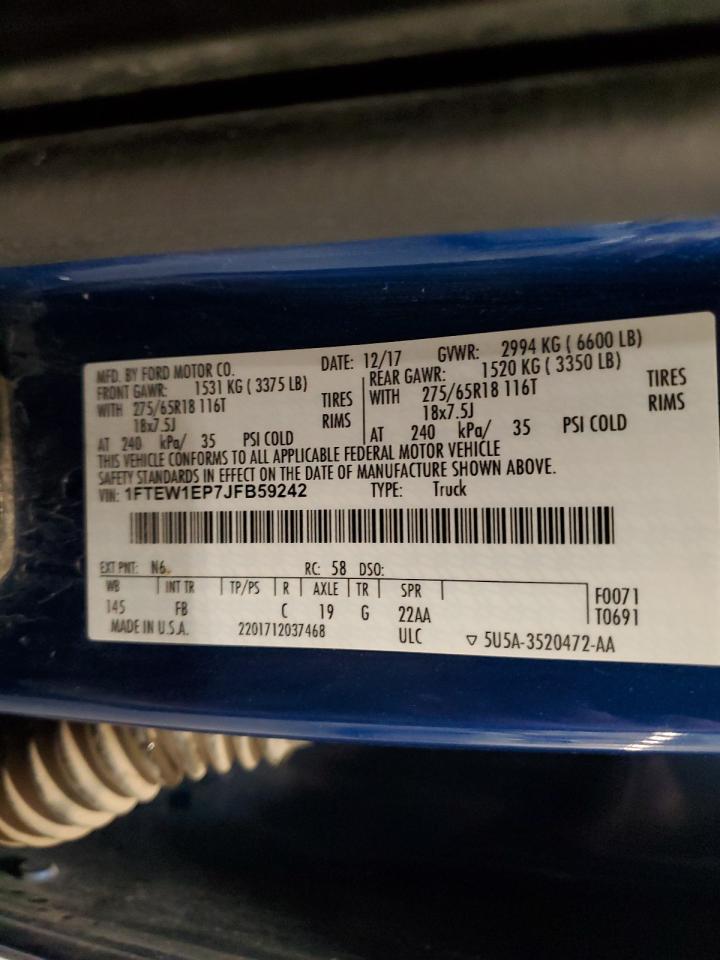 MFD. BY FORD MOTOR CO. DATE: 12/17 GVWR: 2994 KG ( 6600 LB)
FRONT GAWR: 1531 KG ( 3375 LB) REAR GAWR: 1520 KG ( 3350 LB)
WITH 275/65R18 116T TIRES WITH 275/65R18 116T TIRES
18x7.5J RIMS 18x7.5J RIMS
AT 240 kPa/ 35 PSI COLD AT 240 kPa/ 35 PSI COLD
THIS VEHICLE CONFORMS TO ALL APPLICABLE FEDERAL MOTOR VEHICLE
SAFETY STANDARDS IN EFFECT ON THE DATE OF MANUFACTURE SHOWN ABOVE.
VIN: 1FTEW1EP7JFB59242 TYPE: Truck
EXT PNT: N6 RC: 58 DSO:
WB INT TR TP/PS R AXLE TR SPR F0071
145 FB C 19 G 22AA T0691
MADE IN U.S.A. 2201712037468 ULC ▽ 5U5A-3520472-AA